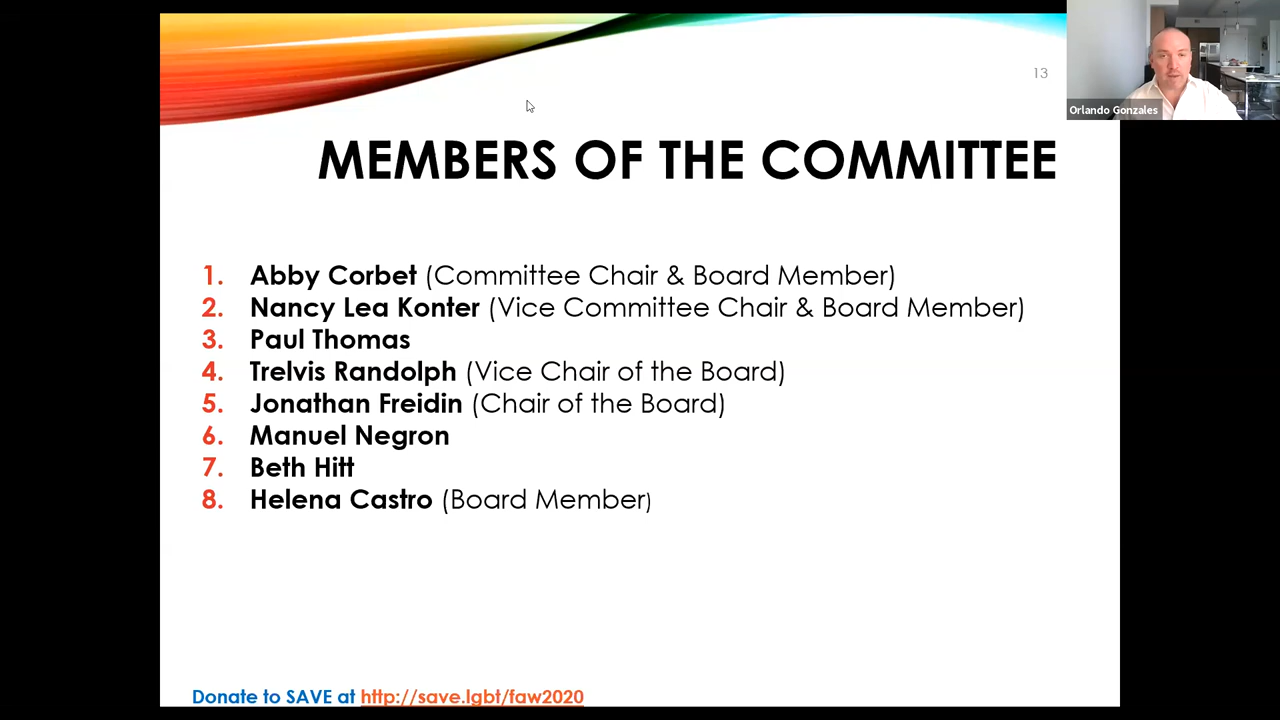 13
Orlando Gonzales
MEMBERS OF THE COMMITTEE
1. Abby Corbet (Committee Chair & Board Member)
2. Nancy Lea Konter (Vice Committee Chair & Board Member)
3. Paul Thomas
4. Trelvis Randolph (Vice Chair of the Board)
5. Jonathan Freidin (Chair of the Board)
6. Manuel Negron
7. Beth Hitt
8. Helena Castro (Board Member)
Donate to SAVE at http://save.lgbt/faw2020